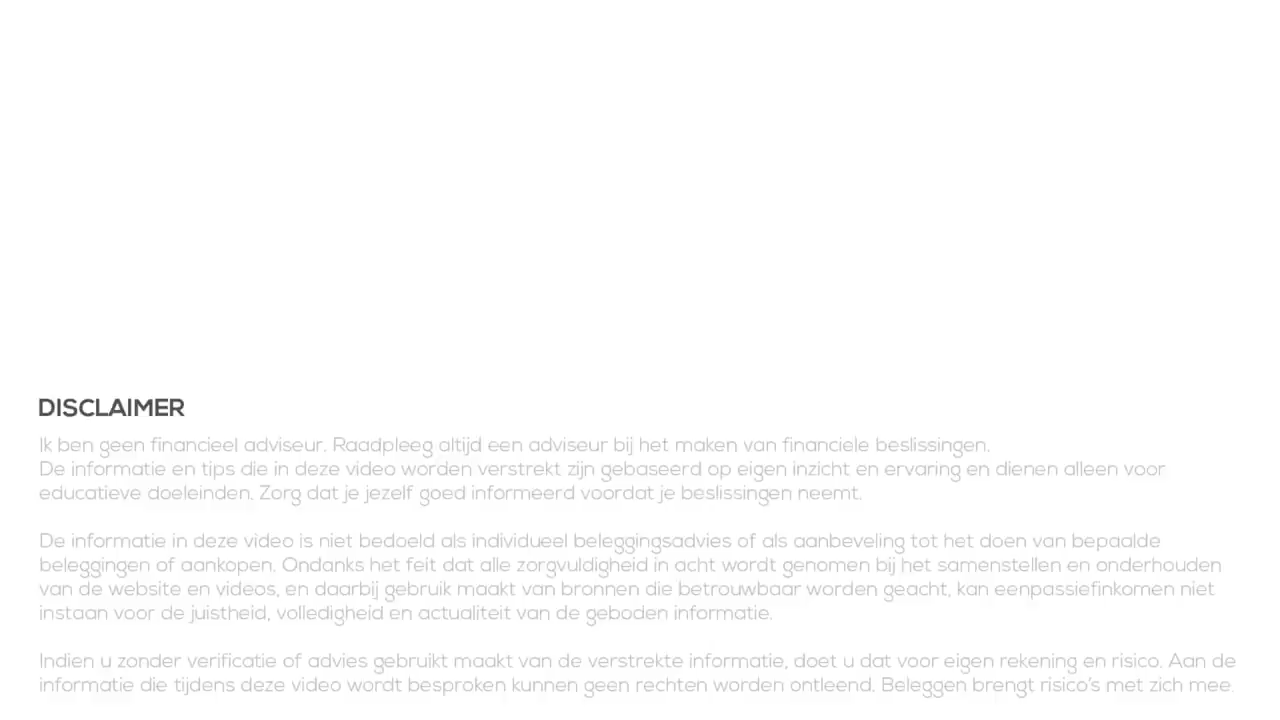 DISCLAIMER
Ik ben geen financieel adviseur. Raadpleeg altijd een adviseur bij het maken van financiele beslissingen.
De informatie en tips die in deze video worden verstrekt zijn gebaseerd op eigen inzicht en ervaring en dienen alleen voor
educatieve doeleinden. Zorg dat je jezelf goed informeerd voordat je beslissingen neemt.
De informatie in deze video is niet bedoeld als individueel beleggingsadvies of als aanbeveling tot het doen van bepaalde
beleggingen of aankopen. Ondanks het feit dat alle zorgvuldigheid in acht wordt genomen bij het samenstellen en onderhouden
van de website en videos, en daarbij gebruik maakt van bronnen die betrouwbaar worden geacht, kan eenpassiefinkomen niet
instaan voor de juistheid, volledigheid en actualiteit van de geboden informatie.
Indien u zonder verificatie of advies gebruikt maakt van de verstrekte informatie, doet u dat voor eigen rekening en risico. Aan de
informatie die tijdens deze video wordt besproken kunnen geen rechten worden ontleend. Beleggen brengt risico's met zich mee.